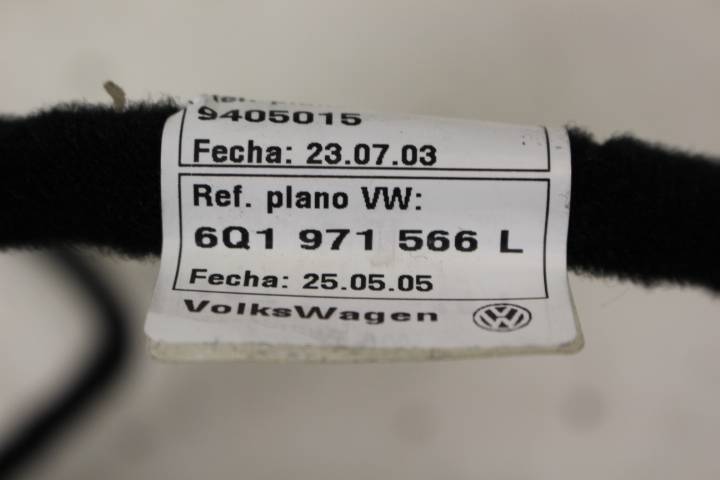 9405015
Fecha: 23.07.03
Ref. plano VW:
6Q1 971 566 L
Fecha: 25.05.05
VolksWagen